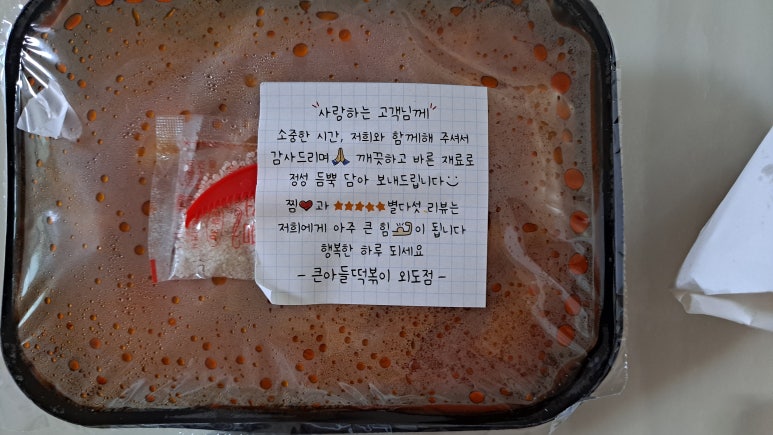 사랑하는 고객님께
소중한 시간, 저희와 함께해 주셔서
감사드리며🙏 깨끗하고 바른 재료로
정성 듬뿍 담아 보내드립니다
찜❤과 ★★★★★별다섯 리뷰는
저희에게 아주 큰 힘💪이 됩니다
행복한 하루 되세요
- 큰아들떡볶이 외도점 -